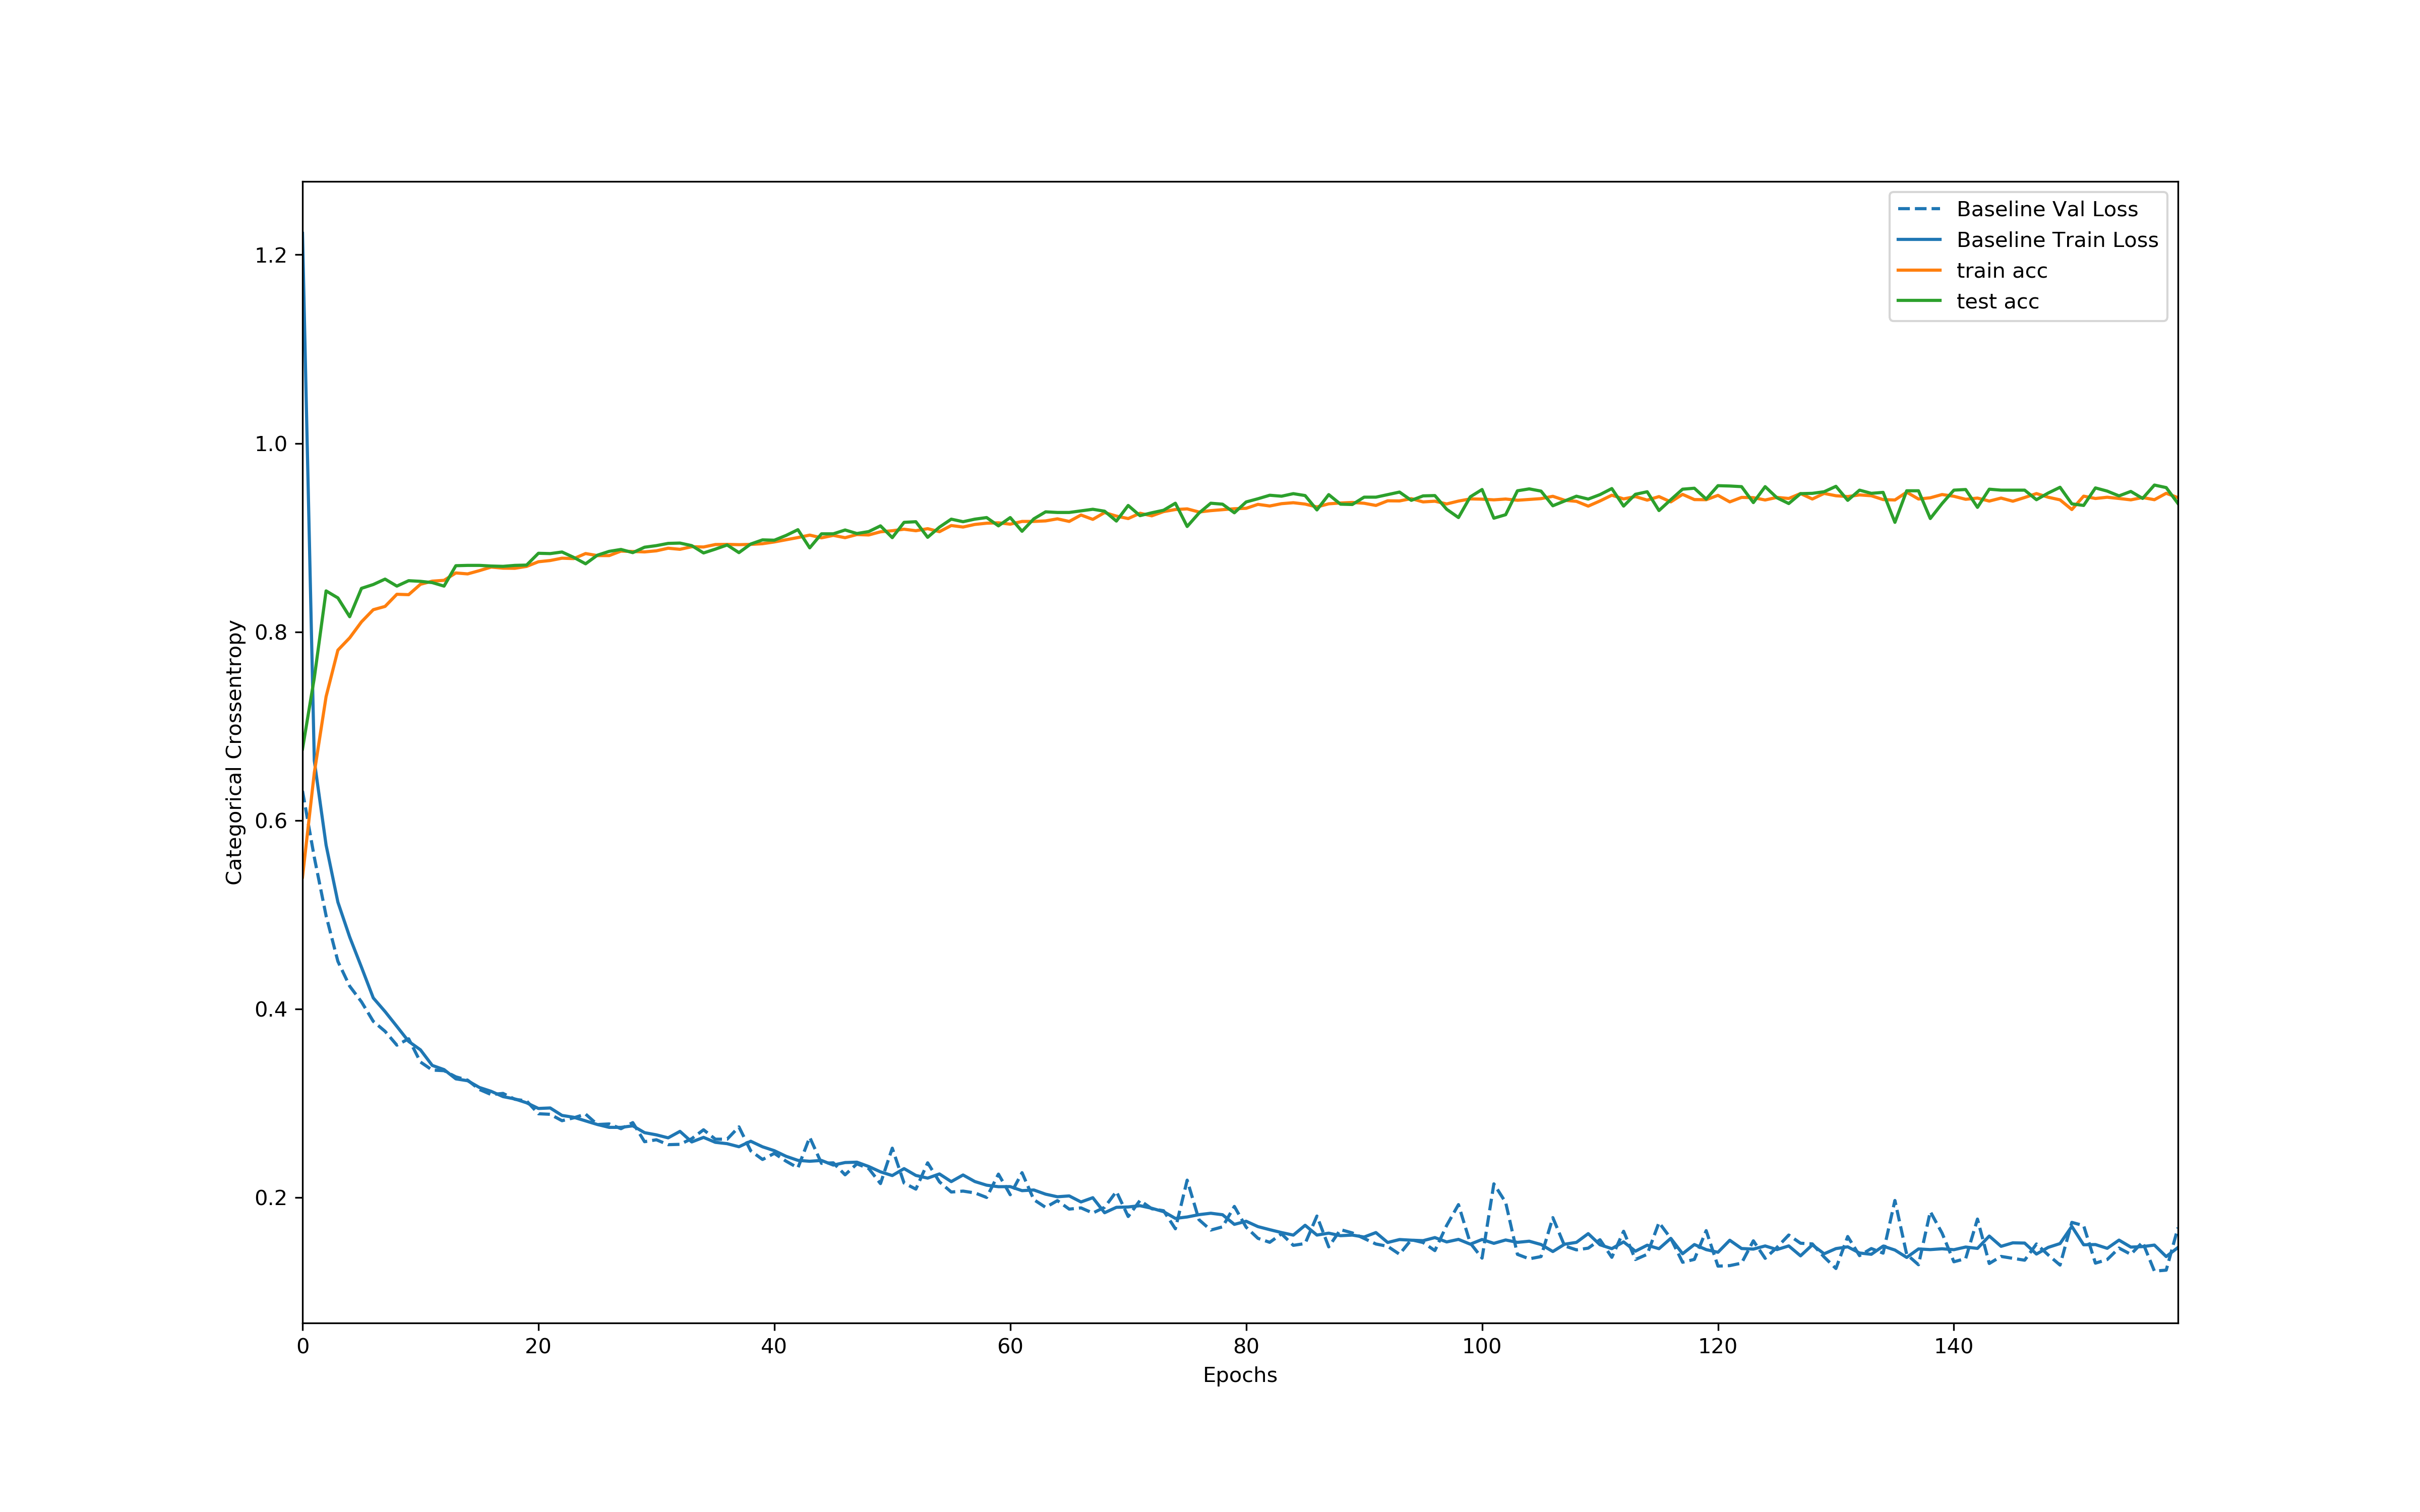 Baseline Val Loss
Baseline Train Loss
train acc
test acc
1.2
1.0
0.8
0.6
0.4
0.2
Categorical Crossentropy
0 20 40 60 80 100 120 140
Epochs